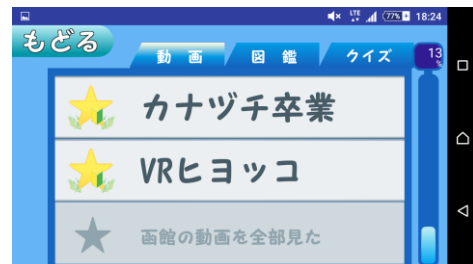 LTE 77% 18:24
もどる
動画 図鑑 クイズ 13%
カナヅチ卒業
VRヒヨッコ
函館の動画を全部見た